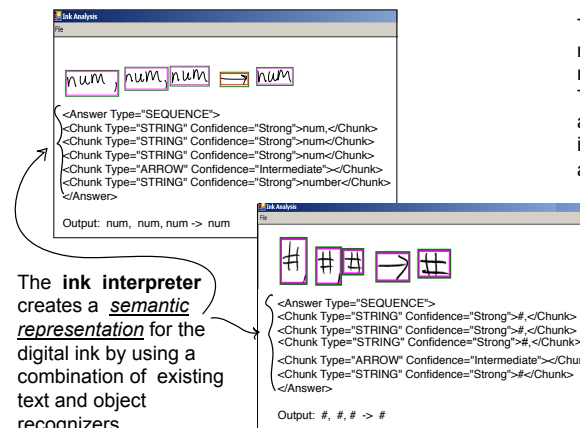 Ink Analysis
File
num, num, num → num
<Answer Type="SEQUENCE">
<Chunk Type="STRING" Confidence="Strong">num,</Chunk>
<Chunk Type="STRING" Confidence="Strong">num</Chunk>
<Chunk Type="STRING" Confidence="Strong">num</Chunk>
<Chunk Type="ARROW" Confidence="Intermediate"></Chunk>
<Chunk Type="STRING" Confidence="Strong">number</Chunk>
</Answer>
Output: num, num, num -> num
The ink interpreter
creates a semantic
representation for the
digital ink by using a
combination of existing
text and object
recognizers
Ink Analysis
File
#, #, # → #
<Answer Type="SEQUENCE">
<Chunk Type="STRING" Confidence="Strong">#,</Chunk>
<Chunk Type="STRING" Confidence="Strong">#,</Chunk>
<Chunk Type="STRING" Confidence="Strong">#,</Chunk>
<Chunk Type="ARROW" Confidence="Intermediate"></Chun
<Chunk Type="STRING" Confidence="Strong">#</Chunk>
</Answer>
Output: #, #, # -> #